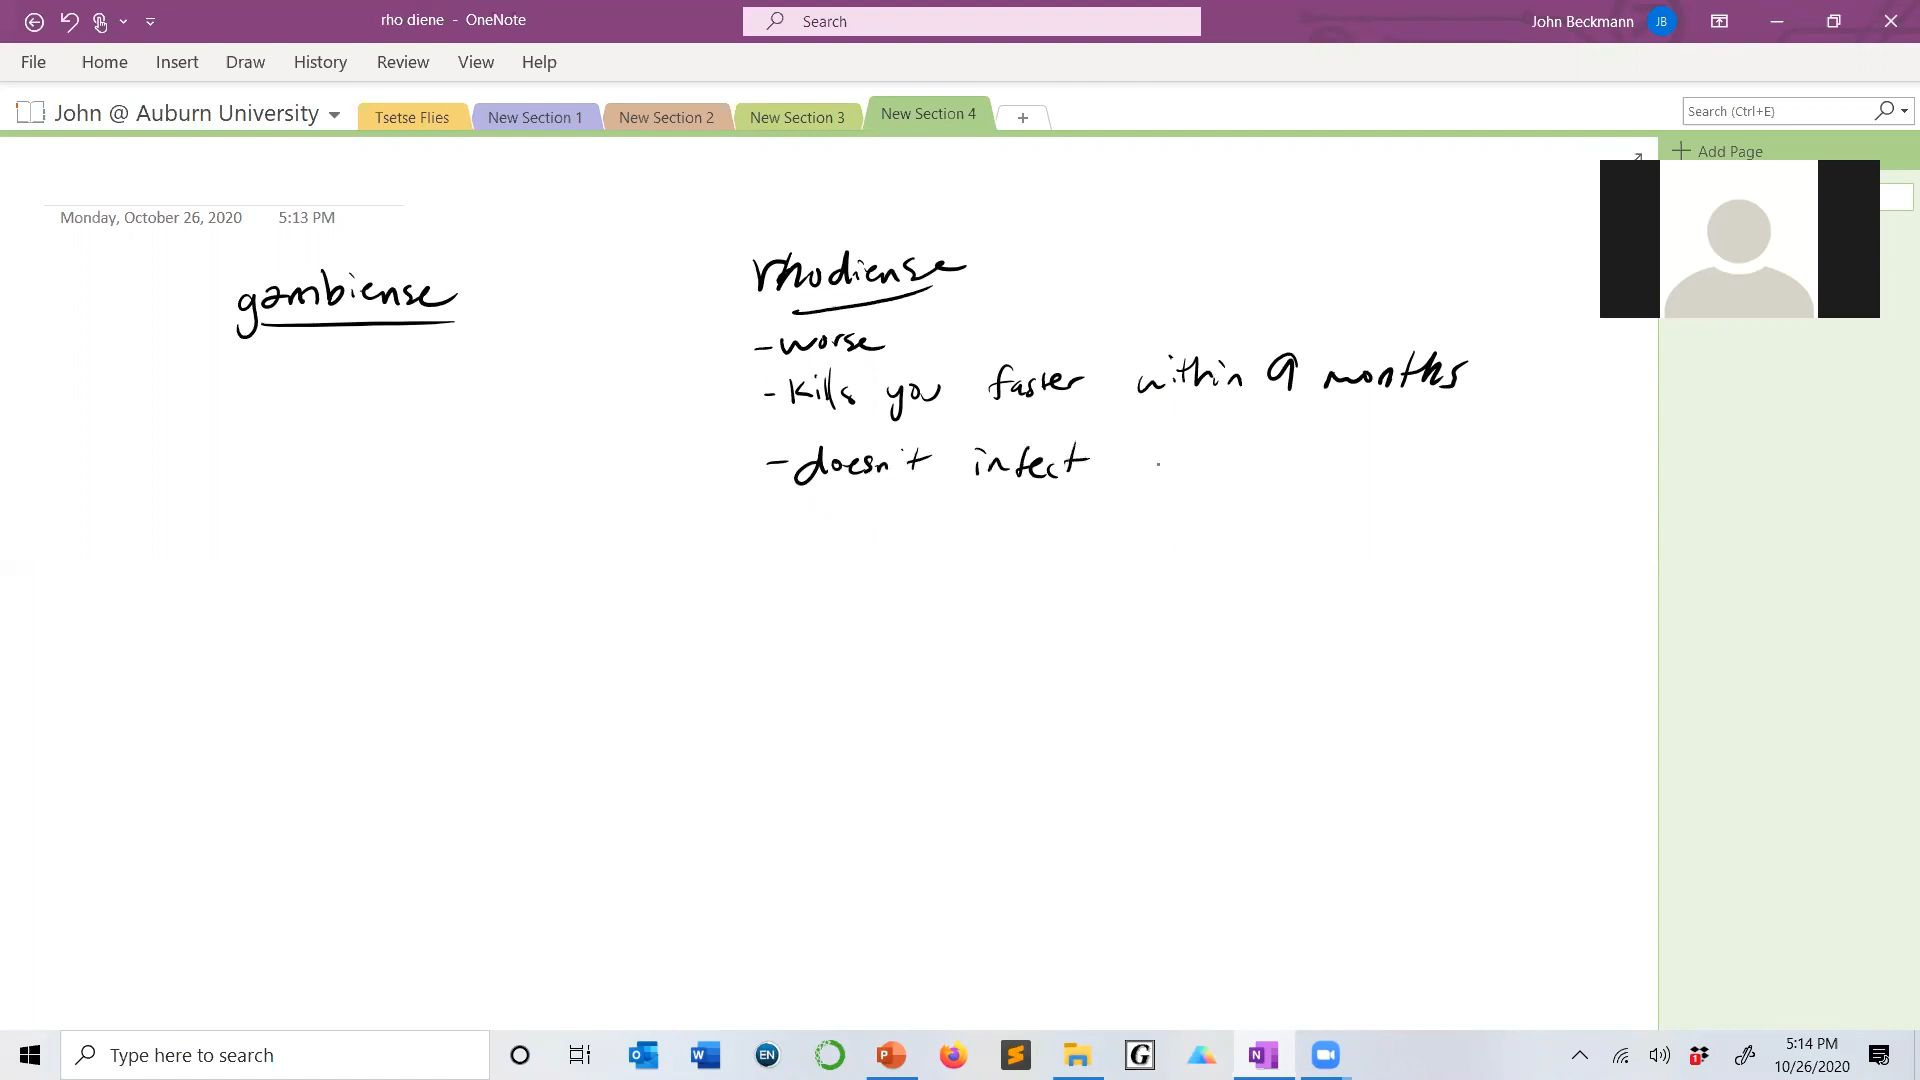 rho diene - OneNote
Search
John Beckmann
JB
File Home Insert Draw History Review View Help
John @ Auburn University
Tsetse Flies
New Section 1
New Section 2
New Section 3
New Section 4
+
Search (Ctrl+E)
Add Page
Monday, October 26, 2020 5:13 PM
gambiense
rhodiense
- worse
- kills you faster within 9 months
- doesn't infect
Type here to search
O
W
EN
P
S
G
N
1
5:14 PM
10/26/2020